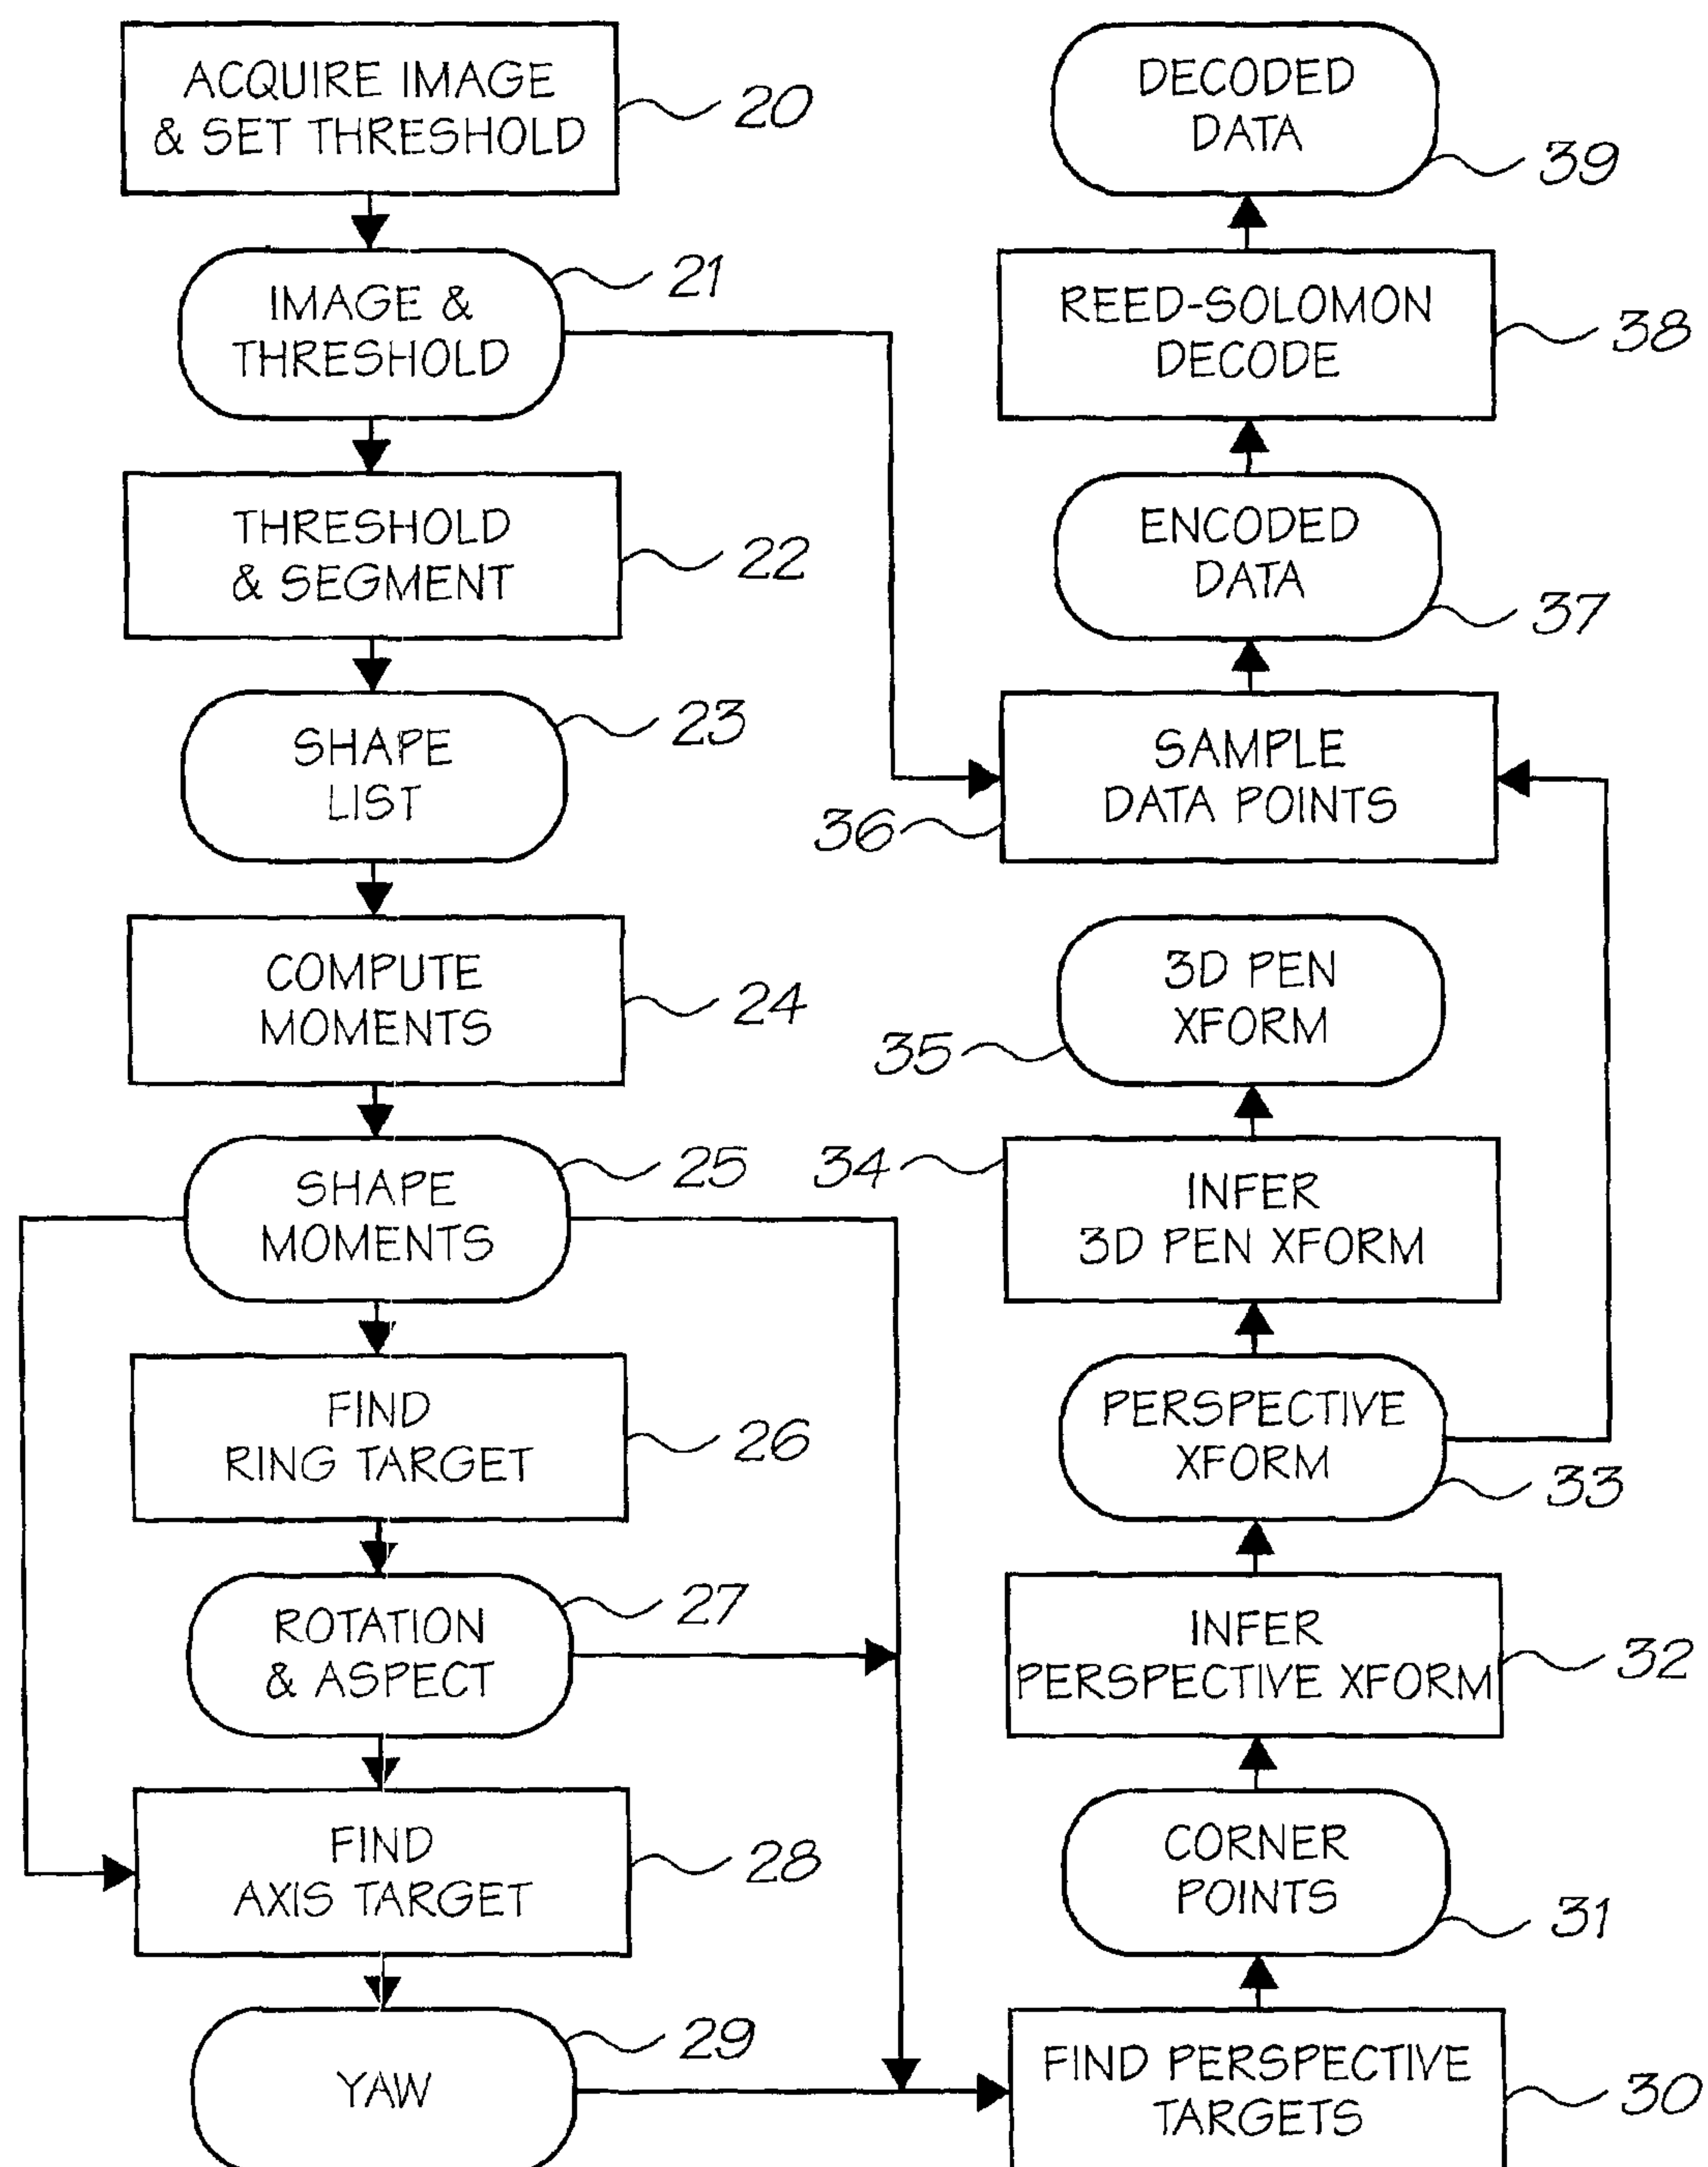 ACQUIRE IMAGE
& SET THRESHOLD
20
IMAGE &
THRESHOLD
21
THRESHOLD
& SEGMENT
22
SHAPE
LIST
23
COMPUTE
MOMENTS
24
SHAPE
MOMENTS
25
FIND
RING TARGET
26
ROTATION
& ASPECT
27
FIND
AXIS TARGET
28
YAW
29
DECODED
DATA
39
REED-SOLOMON
DECODE
38
ENCODED
DATA
37
SAMPLE
DATA POINTS
36
3D PEN
XFORM
35
INFER
3D PEN XFORM
34
PERSPECTIVE
XFORM
33
INFER
PERSPECTIVE XFORM
32
CORNER
POINTS
31
FIND PERSPECTIVE
TARGETS
30